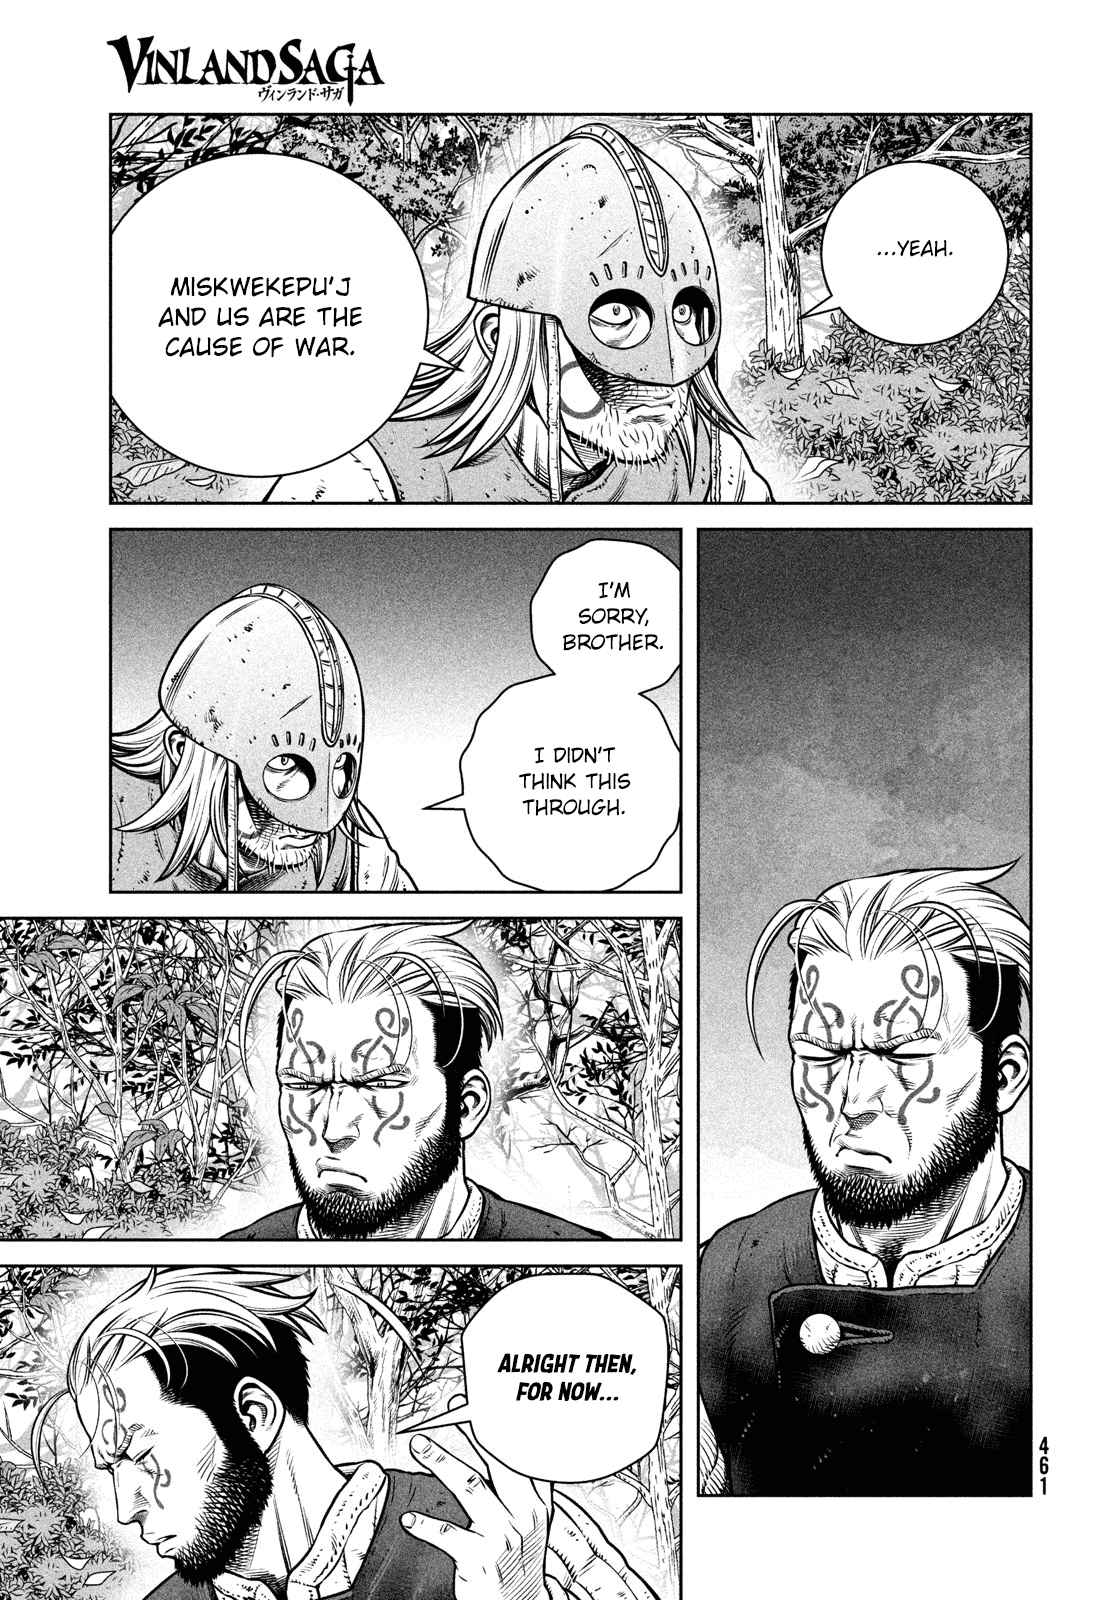 VINLAND SAGA
ヴィンランド・サガ
...YEAH.
MISKWEKEPU'J
AND US ARE THE
CAUSE OF WAR.
I'M
SORRY,
BROTHER.
I DIDN'T
THINK THIS
THROUGH.
ALRIGHT THEN,
FOR NOW...
461